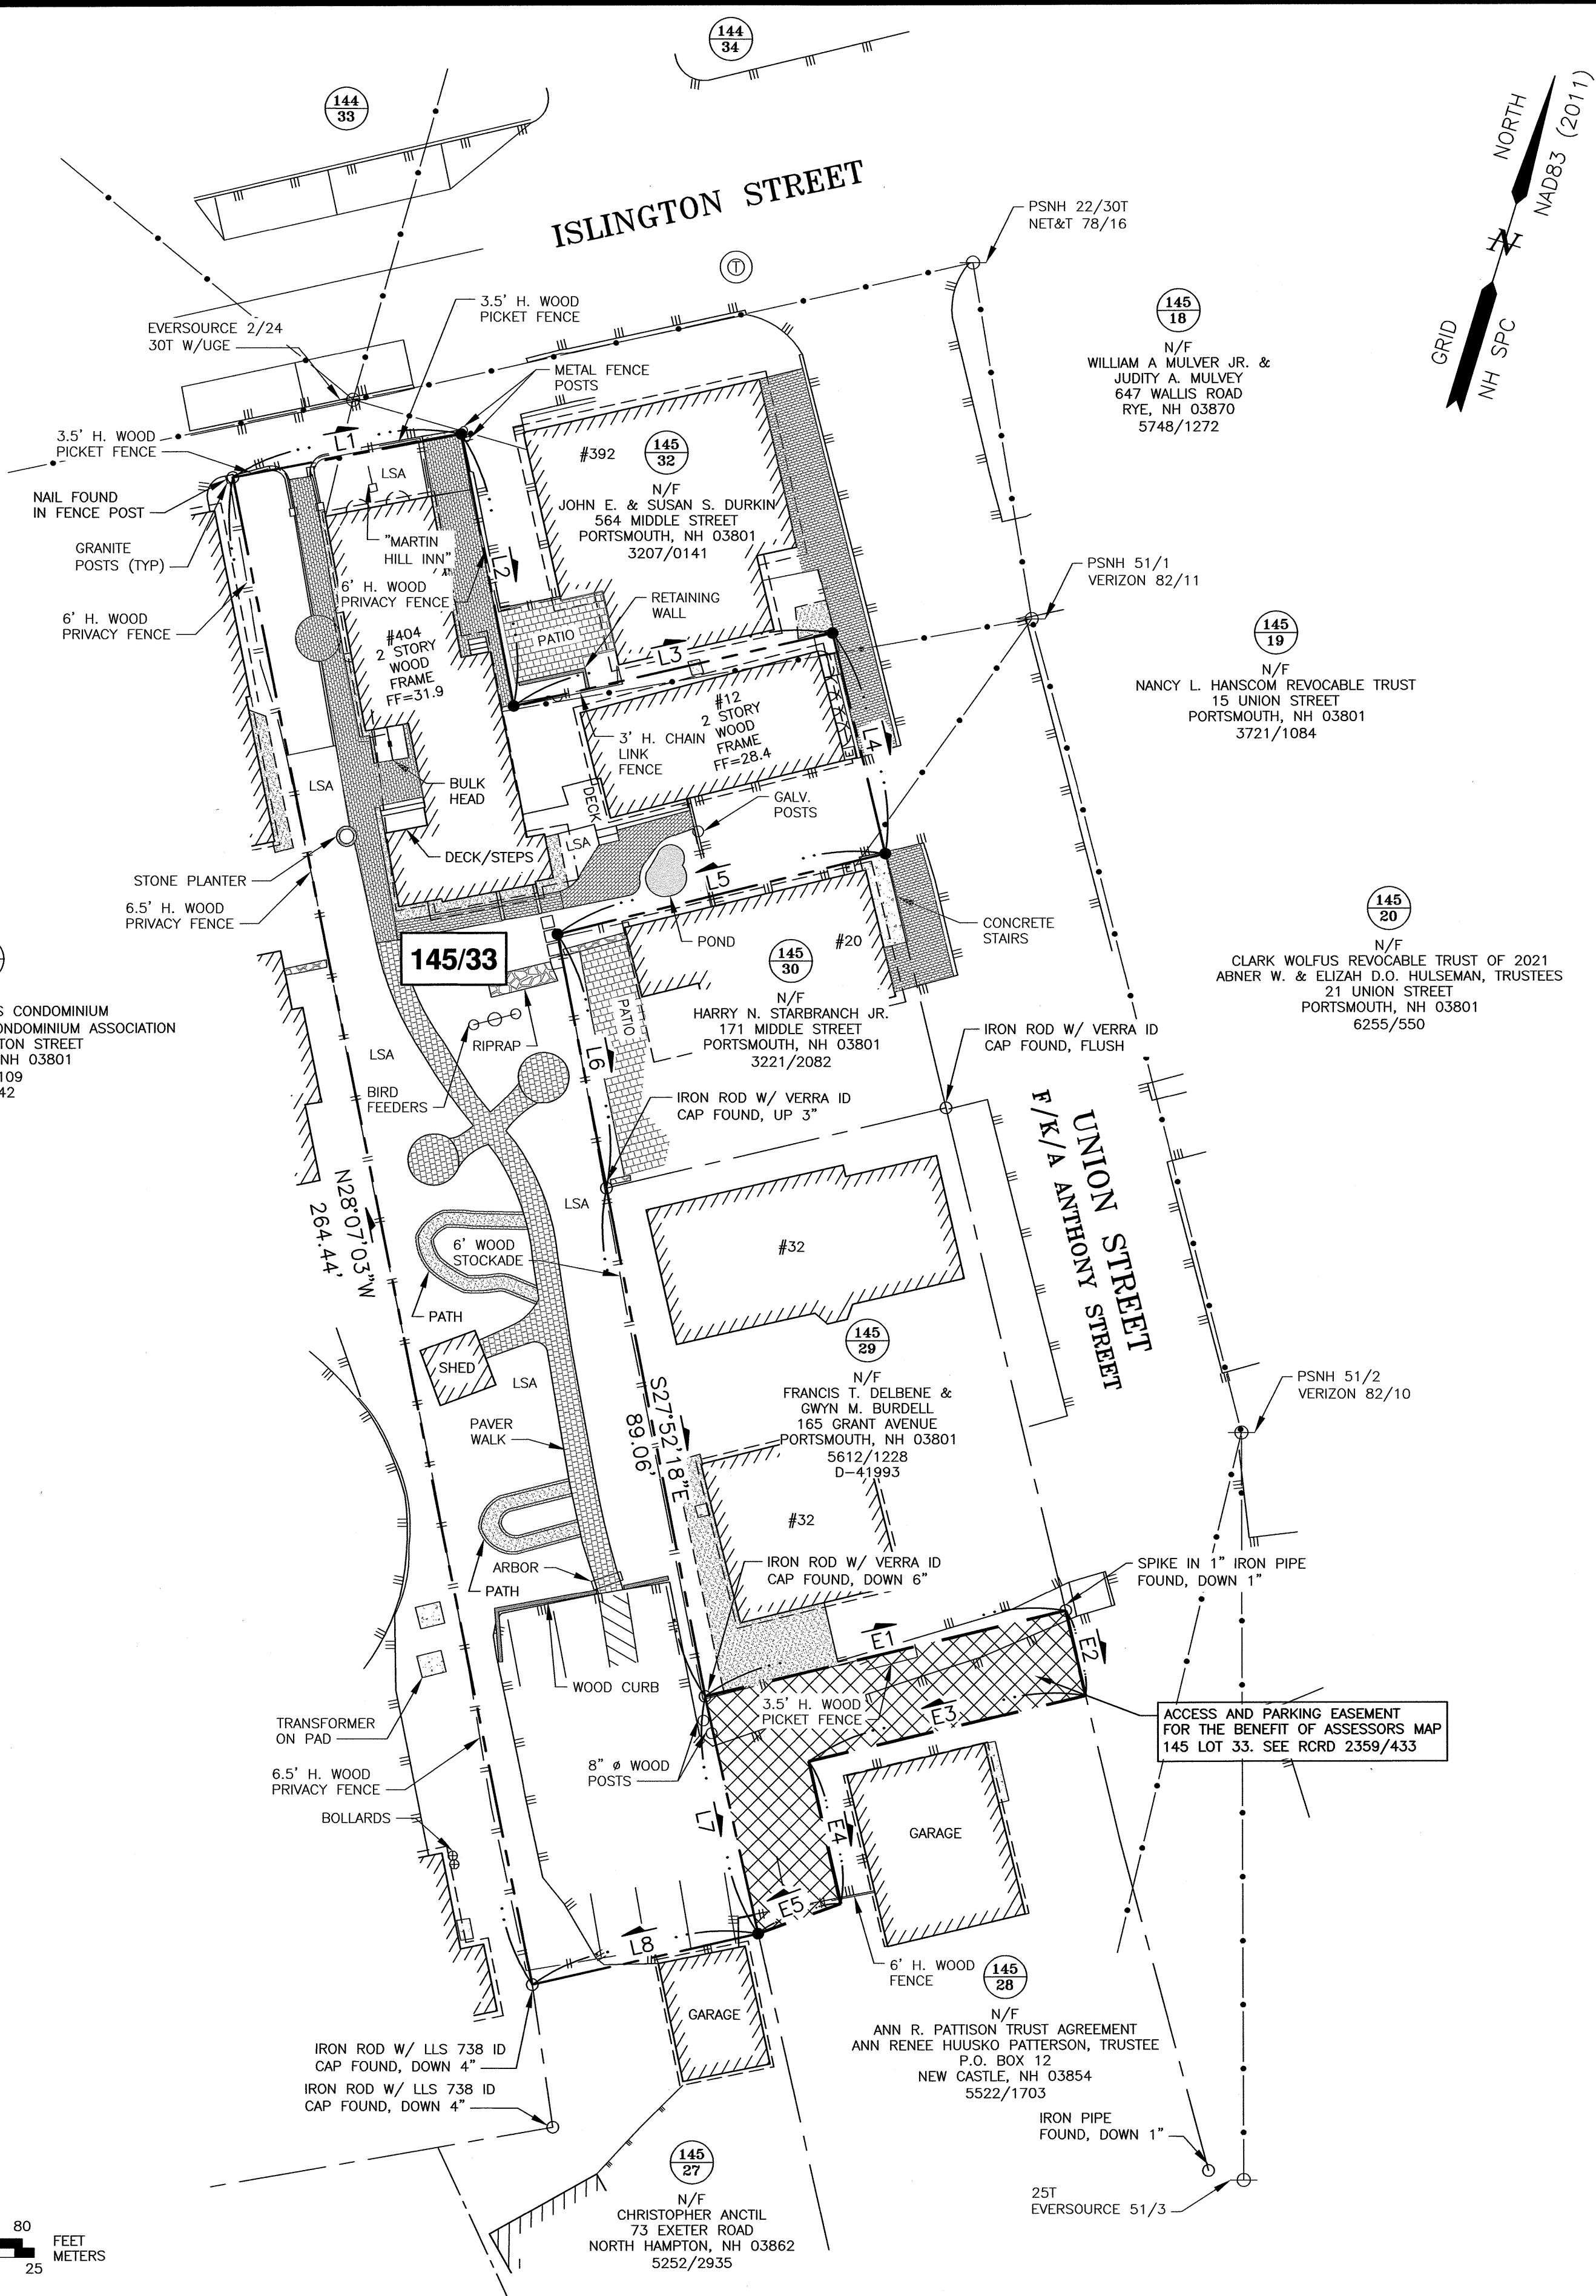 144
34
144
33
ISLINGTON STREET
NORTH
NAD83 (2011)
N
GRID
NH SPC
PSNH 22/30T
NET&T 78/16
T
3.5' H. WOOD
PICKET FENCE
EVERSOURCE 2/24
30T W/UGE
METAL FENCE
POSTS
145
18
N/F
WILLIAM A MULVER JR. &
JUDITY A. MULVEY
647 WALLIS ROAD
RYE, NH 03870
5748/1272
3.5' H. WOOD
PICKET FENCE
L1
LSA
#392
145
32
N/F
JOHN E. & SUSAN S. DURKIN
564 MIDDLE STREET
PORTSMOUTH, NH 03801
3207/0141
NAIL FOUND
IN FENCE POST
GRANITE
POSTS (TYP)
"MARTIN
HILL INN"
L2
6' H. WOOD
PRIVACY FENCE
6' H. WOOD
PRIVACY FENCE
RETAINING
WALL
PSNH 51/1
VERIZON 82/11
#404
2 STORY
WOOD
FRAME
FF=31.9
PATIO
L3
145
19
N/F
NANCY L. HANSCOM REVOCABLE TRUST
15 UNION STREET
PORTSMOUTH, NH 03801
3721/1084
#12
2 STORY
WOOD
FRAME
FF=28.4
3' H. CHAIN
LINK
FENCE
L4
LSA
BULK
HEAD
DECK
GALV.
POSTS
LSA
DECK/STEPS
STONE PLANTER
6.5' H. WOOD
PRIVACY FENCE
L5
POND
145
30
#20
N/F
HARRY N. STARBRANCH JR.
171 MIDDLE STREET
PORTSMOUTH, NH 03801
3221/2082
CONCRETE
STAIRS
145
20
N/F
CLARK WOLFUS REVOCABLE TRUST OF 2021
ABNER W. & ELIZAH D.O. HULSEMAN, TRUSTEES
21 UNION STREET
PORTSMOUTH, NH 03801
6255/550
145/33
S CONDOMINIUM
ONDOMINIUM ASSOCIATION
TON STREET
NH 03801
109
42
PATIO
RIPRAP
LSA
BIRD
FEEDERS
L6
IRON ROD W/ VERRA ID
CAP FOUND, FLUSH
IRON ROD W/ VERRA ID
CAP FOUND, UP 3"
UNION STREET
F/K/A ANTHONY STREET
N28°07'03"W
264.44'
LSA
6' WOOD
STOCKADE
#32
PATH
SHED
LSA
PAVER
WALK
145
29
N/F
FRANCIS T. DELBENE &
GWYN M. BURDELL
165 GRANT AVENUE
PORTSMOUTH, NH 03801
5612/1228
D-41993
S27°52'18"E
89.06'
PSNH 51/2
VERIZON 82/10
#32
ARBOR
PATH
IRON ROD W/ VERRA ID
CAP FOUND, DOWN 6"
SPIKE IN 1" IRON PIPE
FOUND, DOWN 1"
E1
E2
WOOD CURB
3.5' H. WOOD
PICKET FENCE
E3
ACCESS AND PARKING EASEMENT
FOR THE BENEFIT OF ASSESSORS MAP
145 LOT 33. SEE RCRD 2359/433
TRANSFORMER
ON PAD
6.5' H. WOOD
PRIVACY FENCE
8" ø WOOD
POSTS
BOLLARDS
L7
E4
GARAGE
E5
L8
6' H. WOOD
FENCE
145
28
N/F
ANN R. PATTISON TRUST AGREEMENT
ANN RENEE HUUSKO PATTERSON, TRUSTEE
P.O. BOX 12
NEW CASTLE, NH 03854
5522/1703
GARAGE
IRON ROD W/ LLS 738 ID
CAP FOUND, DOWN 4"
IRON ROD W/ LLS 738 ID
CAP FOUND, DOWN 4"
IRON PIPE
FOUND, DOWN 1"
145
27
N/F
CHRISTOPHER ANCTIL
73 EXETER ROAD
NORTH HAMPTON, NH 03862
5252/2935
25T
EVERSOURCE 51/3
80
FEET
METERS
25